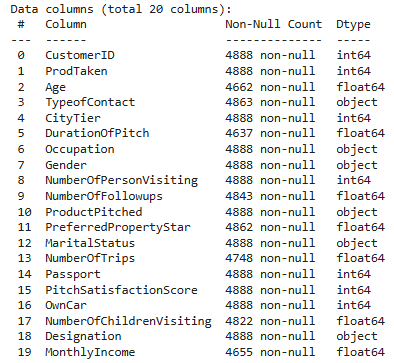 Data columns (total 20 columns):
 #   Column                    Non-Null Count  Dtype
---  ------                    --------------  -----
 0   CustomerID                4888 non-null   int64
 1   ProdTaken                 4888 non-null   int64
 2   Age                       4662 non-null   float64
 3   TypeofContact             4863 non-null   object
 4   CityTier                  4888 non-null   int64
 5   DurationOfPitch           4637 non-null   float64
 6   Occupation                4888 non-null   object
 7   Gender                    4888 non-null   object
 8   NumberOfPersonVisiting    4888 non-null   int64
 9   NumberOfFollowups         4843 non-null   float64
 10  ProductPitched            4888 non-null   object
 11  PreferredPropertyStar     4862 non-null   float64
 12  MaritalStatus             4888 non-null   object
 13  NumberOfTrips             4748 non-null   float64
 14  Passport                  4888 non-null   int64
 15  PitchSatisfactionScore    4888 non-null   int64
 16  OwnCar                    4888 non-null   int64
 17  NumberOfChildrenVisiting  4822 non-null   float64
 18  Designation               4888 non-null   object
 19  MonthlyIncome             4655 non-null   float64